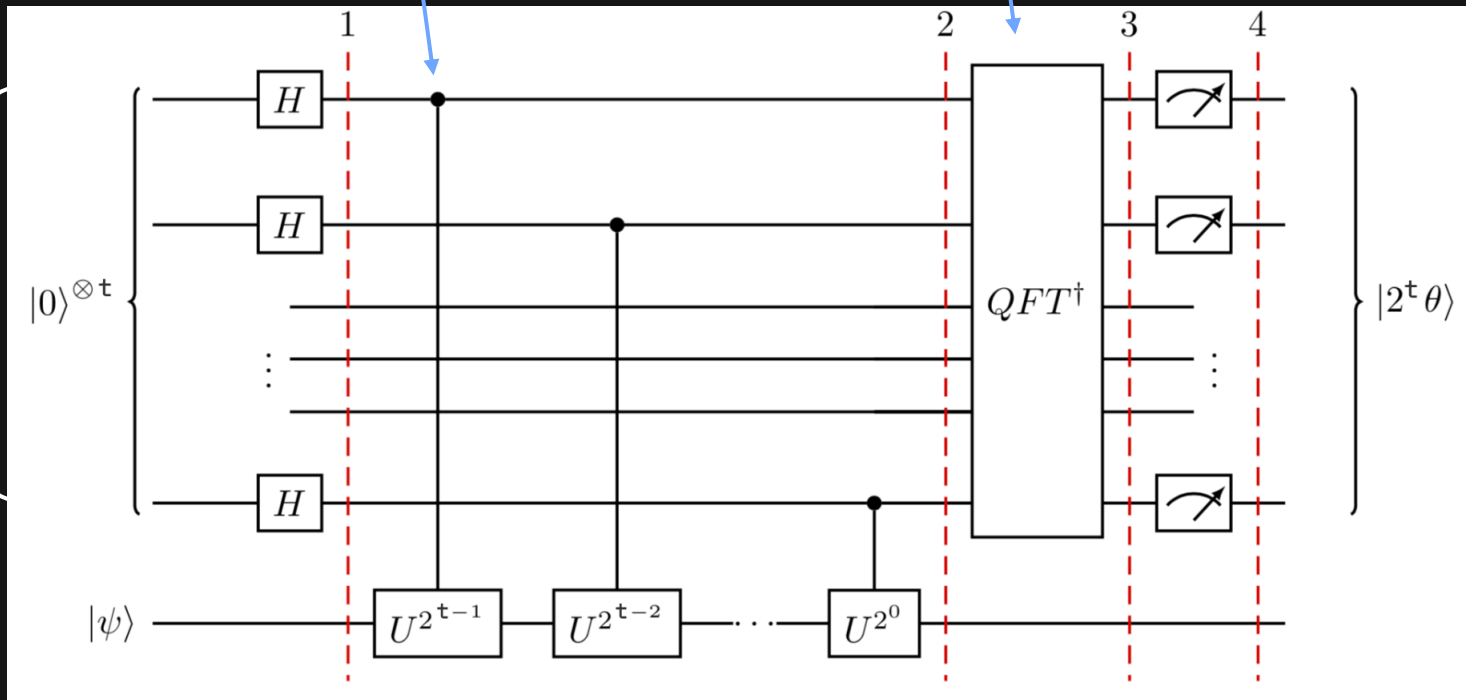 1 2 3 4
H
H
|0⟩^{⊗ t} QFT^† |2^t θ⟩
⋮ ⋮
H
|ψ⟩ U^{2^{t−1}} U^{2^{t−2}} ··· U^{2^0}